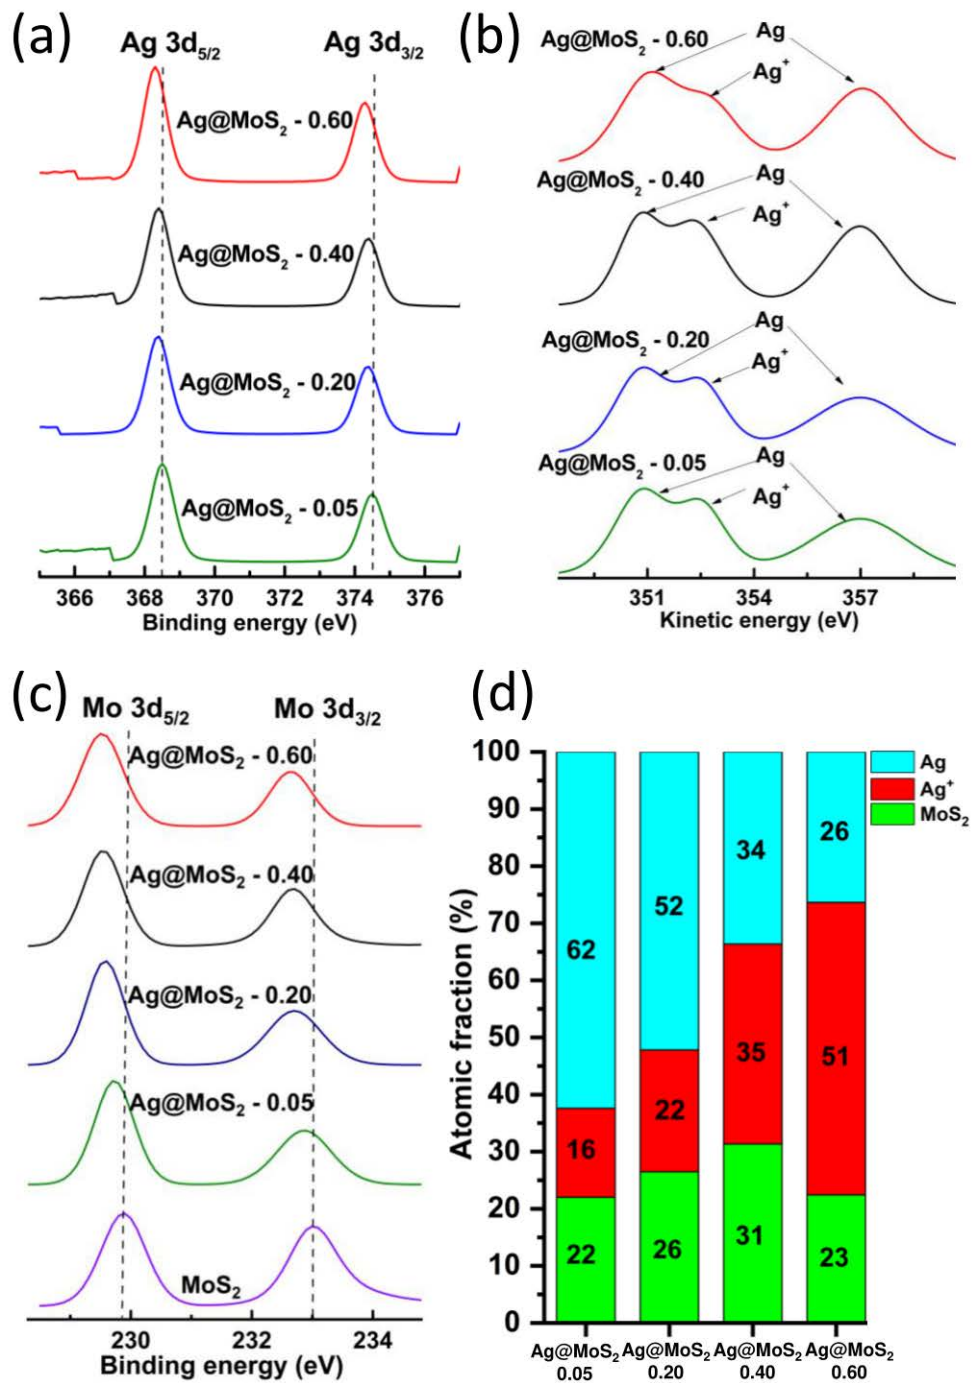 (a)
Ag 3d5/2 Ag 3d3/2
Ag@MoS2 - 0.60
Ag@MoS2 - 0.40
Ag@MoS2 - 0.20
Ag@MoS2 - 0.05
366 368 370 372 374 376
Binding energy (eV)
(b)
Ag@MoS2 - 0.60 Ag
Ag+
Ag@MoS2 - 0.40 Ag
Ag+
Ag@MoS2 - 0.20 Ag
Ag+
Ag@MoS2 - 0.05 Ag
Ag+
351 354 357
Kinetic energy (eV)
(c)
Mo 3d5/2 Mo 3d3/2
Ag@MoS2 - 0.60
Ag@MoS2 - 0.40
Ag@MoS2 - 0.20
Ag@MoS2 - 0.05
MoS2
230 232 234
Binding energy (eV)
(d)
Atomic fraction (%)
100
90
80
70
60
50
40
30
20
10
0
62 52 34 26
16 22 35 51
22 26 31 23
Ag
Ag+
MoS2
Ag@MoS2 Ag@MoS2 Ag@MoS2 Ag@MoS2
0.05 0.20 0.40 0.60